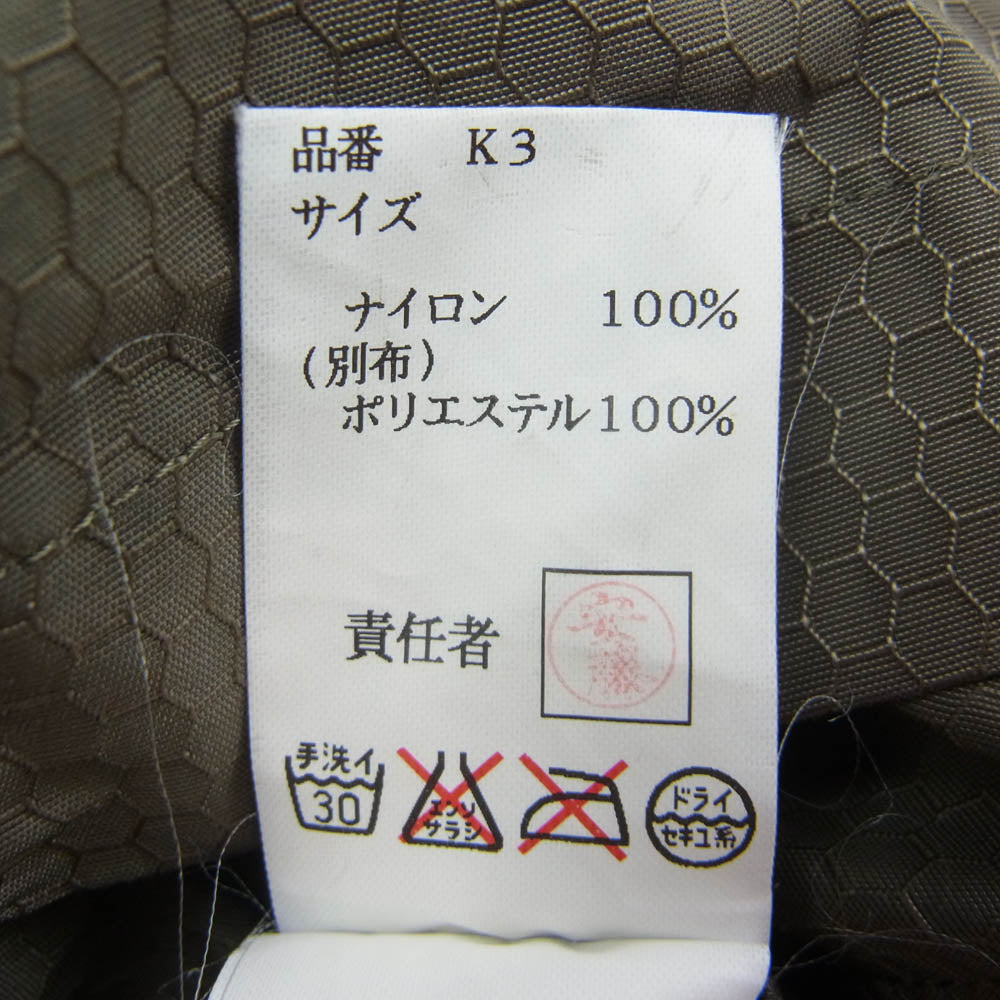 品番 K3
サイズ
ナイロン 100%
(別布)
ポリエステル100%
責任者
安藤
手洗イ
30
エンソ
サラシ
ドライ
セキユ系